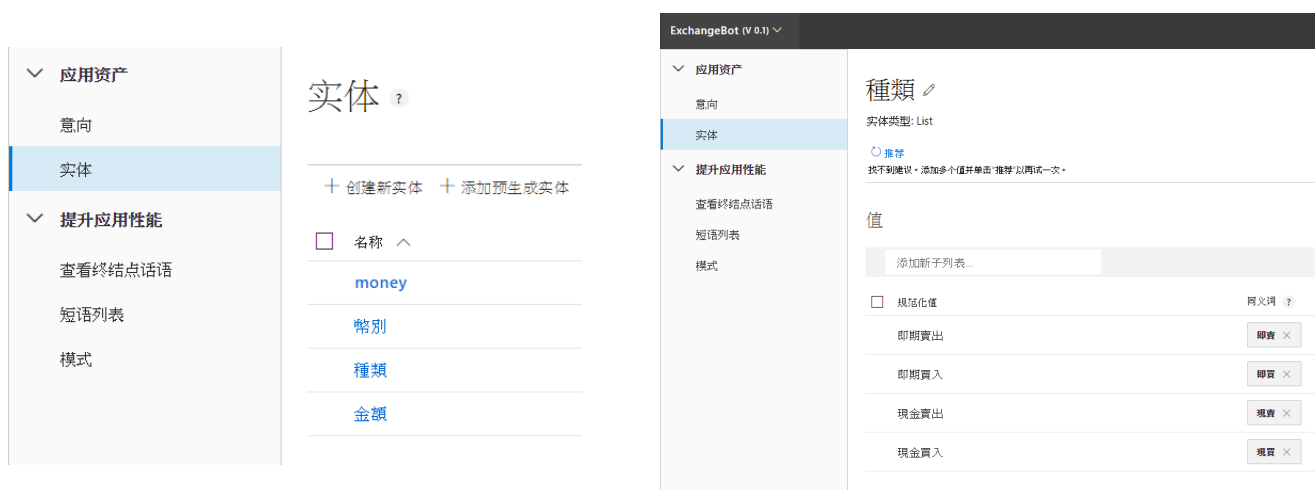 应用资产
意向
实体
提升应用性能
查看终结点话语
短语列表
模式
实体 ?
创建新实体 添加预生成实体
名称
money
幣別
種類
金額
ExchangeBot (V 0.1)
应用资产
意向
实体
提升应用性能
查看终结点话语
短语列表
模式
種類
实体类型: List
推荐
找不到建议。添加多个值并单击"推荐"以再试一次。
值
添加新子列表...
规范化值 同义词 ?
即期賣出 即賣 ×
即期買入 即買 ×
現金賣出 現賣 ×
現金買入 現買 ×